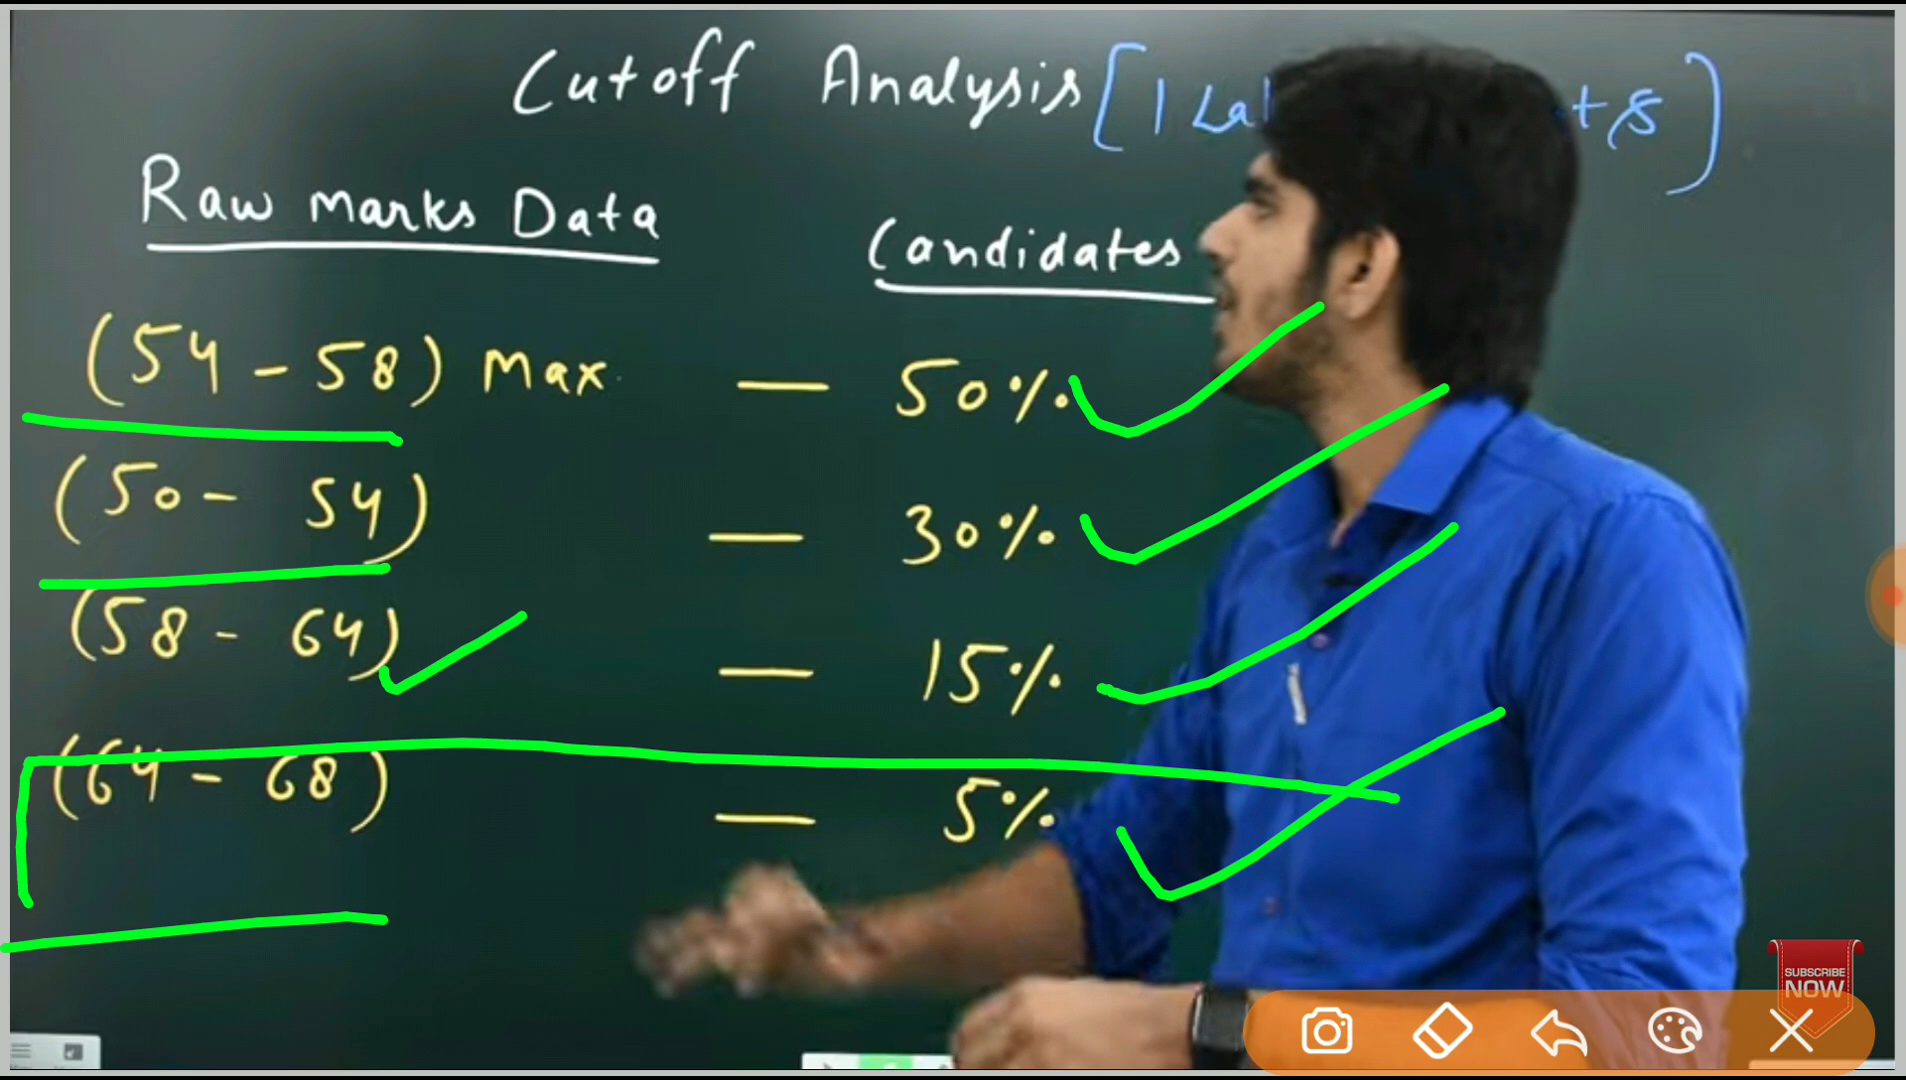 Cutoff Analysis [1 La +8]
Raw Marks Data
Candidates
(54 - 58) Max. — 50%
(50 - 54) — 30%
(58 - 64) — 15%
(64 - 68) — 5%
SUBSCRIBE
NOW